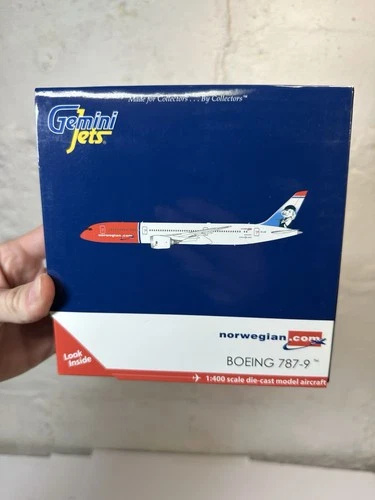 Made for Collectors . . . By Collectors™
Gemini
Jets®
norwegian.com
norwegian.com
BOEING 787-9™
Look
Inside
1:400 scale die-cast model aircraft